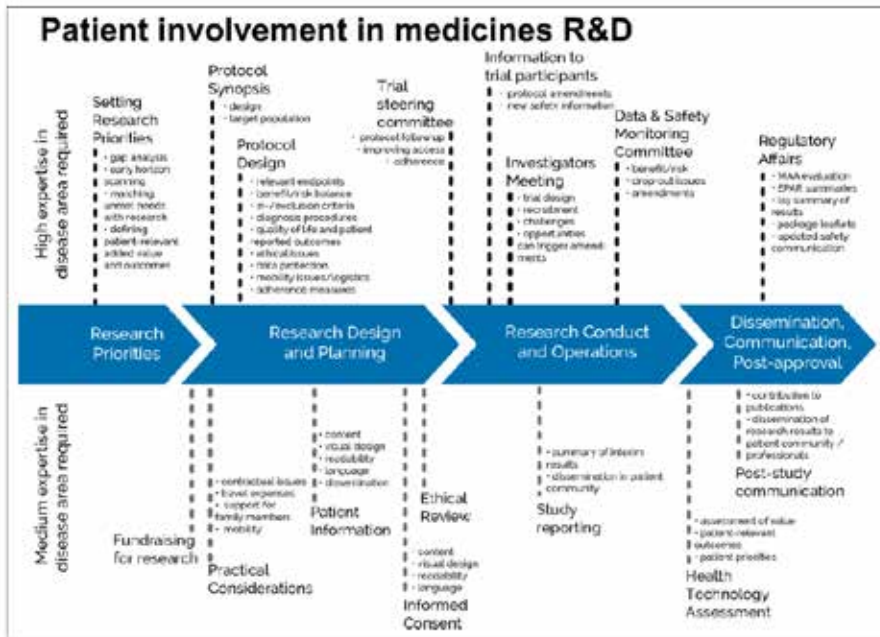 Patient involvement in medicines R&D
High expertise in
disease area required
Setting
Research
Priorities
• gap analysis
• early horizon
scanning
• matching
unmet needs
with research
• defining
patient-relevant
added value
and outcomes
Protocol
Synopsis
• design
• target population
Protocol
Design
• relevant endpoints
• benefit/risk balance
• in-/exclusion criteria
• diagnosis procedures
• quality of life and patient
reported outcomes
• ethical issues
• data protection
• mobility issues/logistics
• adherence measures
Trial
steering
committee
• protocol follow up
• improving access
• adherence
Information to
trial participants
• protocol amendments
• new safety information
Investigators
Meeting
• trial design
• recruitment
• challenges
• opportunities
can trigger amend-
ments
Data & Safety
Monitoring
Committee
• benefit/risk
• drop-out issues
• amendments
Regulatory
Affairs
• MAA evaluation
• EPAR summaries
• lay summary of
results
• package leaflets
• updated safety
communication
Research
Priorities
Research Design
and Planning
Research Conduct
and Operations
Dissemination,
Communication,
Post-approval
Medium expertise in
disease area required
Fundraising
for research
• contractual issues
• travel expenses
• support for
family members
• mobility
Practical
Considerations
• content
• visual design
• readability
• language
• dissemination
Patient
Information
• content
• visual design
• readability
• language
Informed
Consent
Ethical
Review
• summary of interim
results
• dissemination in patient
community
Study
reporting
• contribution to
publications
• dissemination of
research results to
patient community /
professionals
Post-study
communication
• assessment of value
• patient-relevant
outcomes
• patient priorities
Health
Technology
Assessment